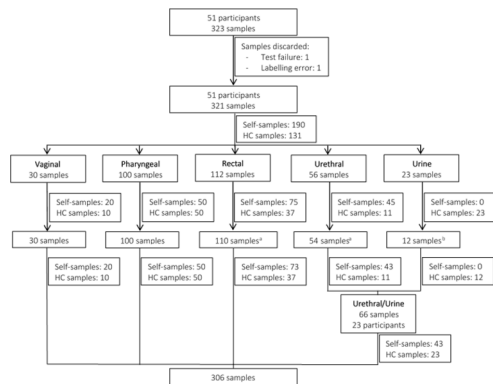 51 participants
323 samples
Samples discarded:
- Test failure: 1
- Labelling error: 1
51 participants
321 samples
Self-samples: 190
HC samples: 131
Vaginal
30 samples
Pharyngeal
100 samples
Rectal
112 samples
Urethral
56 samples
Urine
23 samples
Self-samples: 20
HC samples: 10
Self-samples: 50
HC samples: 50
Self-samples: 75
HC samples: 37
Self-samples: 45
HC samples: 11
Self-samples: 0
HC samples: 23
30 samples
100 samples
110 samplesᵃ
54 samplesᵃ
12 samplesᵇ
Self-samples: 20
HC samples: 10
Self-samples: 50
HC samples: 50
Self-samples: 73
HC samples: 37
Self-samples: 43
HC samples: 11
Self-samples: 0
HC samples: 12
Urethral/Urine
66 samples
23 participants
Self-samples: 43
HC samples: 23
306 samples